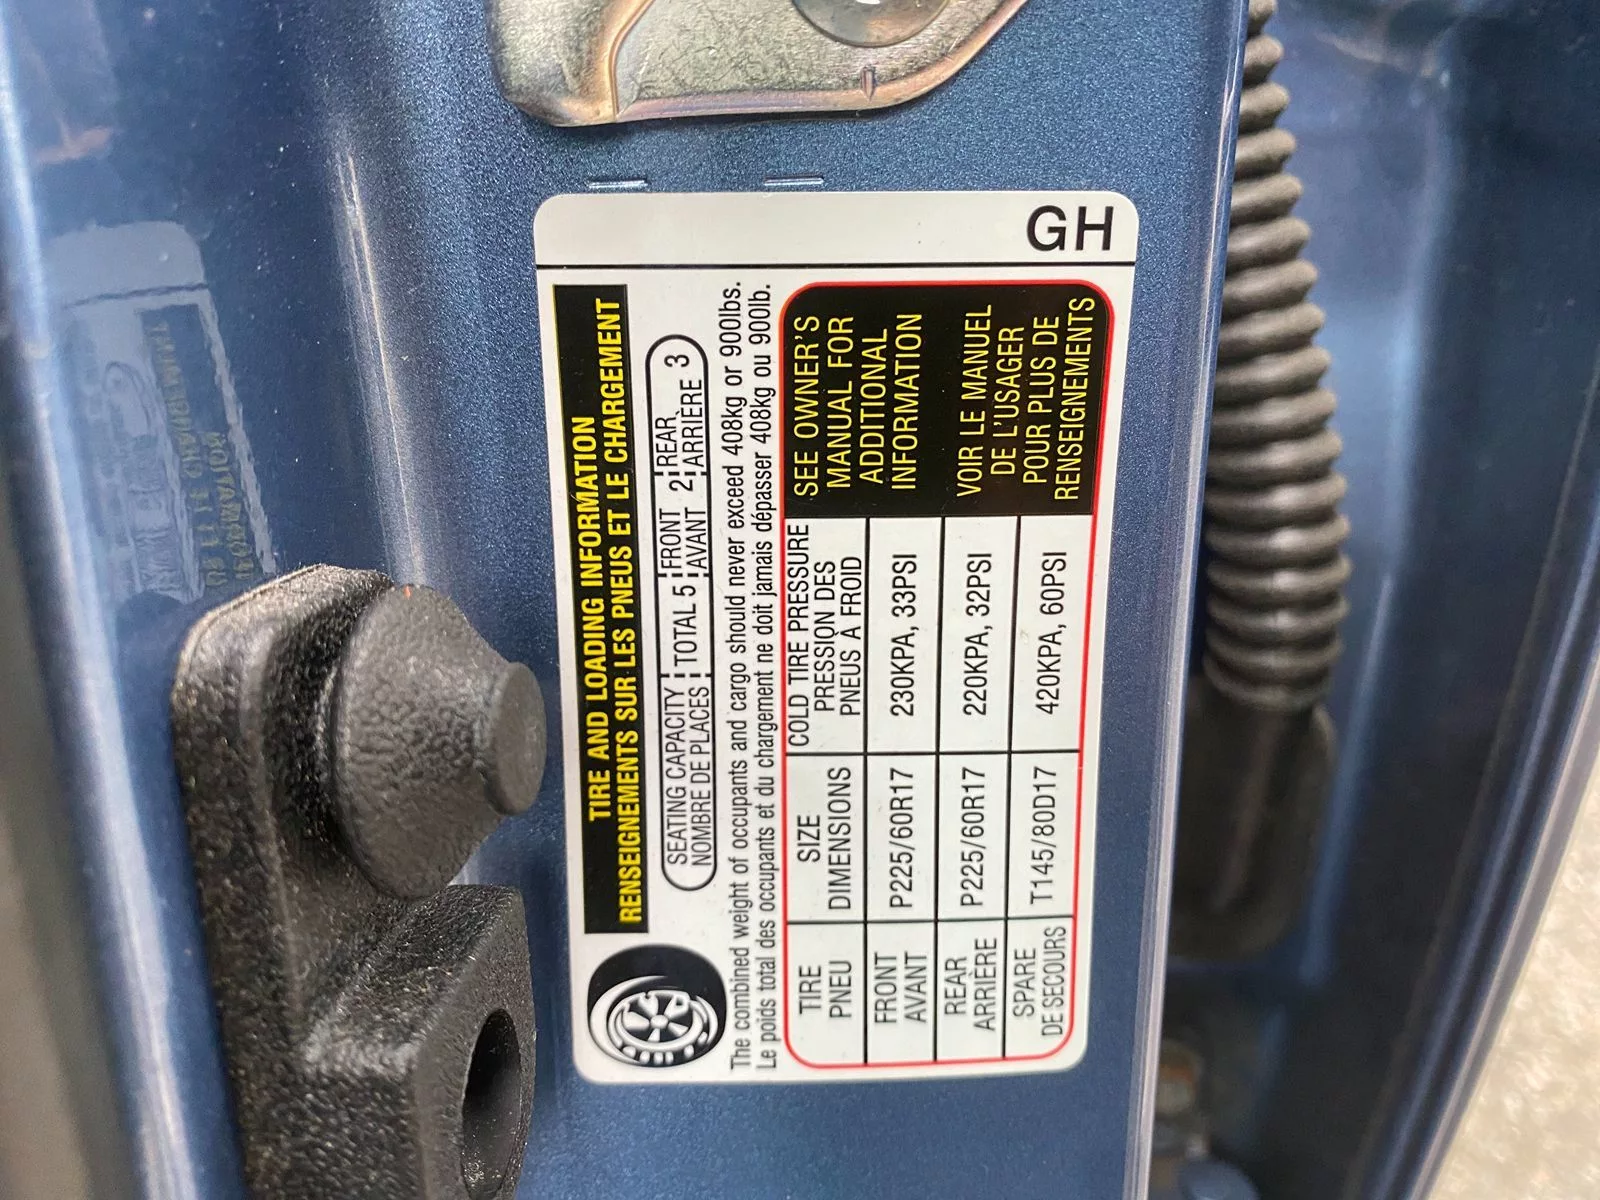 GH
TIRE AND LOADING INFORMATION
RENSEIGNEMENTS SUR LES PNEUS ET LE CHARGEMENT
SEATING CAPACITY TOTAL 5 FRONT 2 REAR 3
NOMBRE DE PLACES AVANT ARRIÈRE
The combined weight of occupants and cargo should never exceed 408kg or 900lbs.
Le poids total des occupants et du chargement ne doit jamais dépasser 408kg ou 900lb.
TIRE
PNEU
SIZE
DIMENSIONS
COLD TIRE PRESSURE
PRESSION DES
PNEUS À FROID
FRONT
AVANT
P225/60R17
230KPA, 33PSI
REAR
ARRIÈRE
P225/60R17
220KPA, 32PSI
SPARE
DE SECOURS
T145/80D17
420KPA, 60PSI
SEE OWNER'S
MANUAL FOR
ADDITIONAL
INFORMATION
VOIR LE MANUEL
DE L'USAGER
POUR PLUS DE
RENSEIGNEMENTS